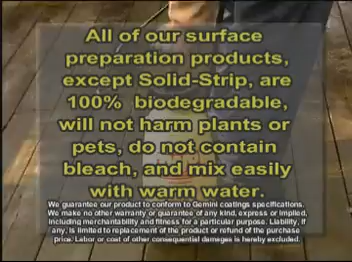 All of our surface
preparation products,
except Solid-Strip, are
100% biodegradable,
will not harm plants or
pets, do not contain
bleach, and mix easily
with warm water.
We guarantee our product to conform to Gemini coatings specifications.
We make no other warranty or guarantee of any kind, express or implied,
including merchantability and fitness for a particular purpose. Liability, if
any, is limited to replacement of the product or refund of the purchase
price. Labor or cost of other consequential damages is hereby excluded.